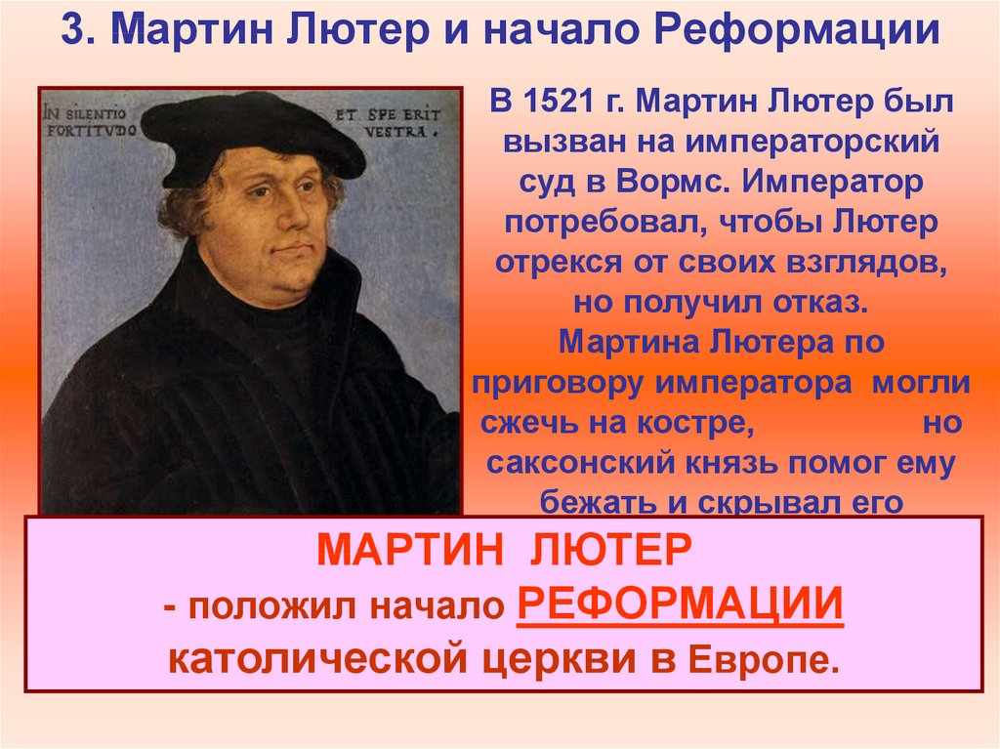 3. Мартин Лютер и начало Реформации
IN SILENTIO
FORTITVDO
ET SPE ERIT
VESTRA.
В 1521 г. Мартин Лютер был
вызван на императорский
суд в Вормс. Император
потребовал, чтобы Лютер
отрекся от своих взглядов,
но получил отказ.
Мартина Лютера по
приговору императора могли
сжечь на костре, но
саксонский князь помог ему
бежать и скрывал его
МАРТИН ЛЮТЕР
- положил начало РЕФОРМАЦИИ
католической церкви в Европе.